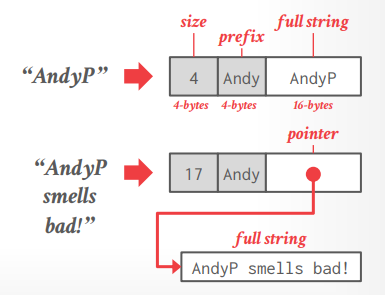 size
prefix
full string
“AndyP”
4
Andy
AndyP
4-bytes
4-bytes
16-bytes
pointer
“AndyP
smells
bad!”
17
Andy
full string
AndyP smells bad!